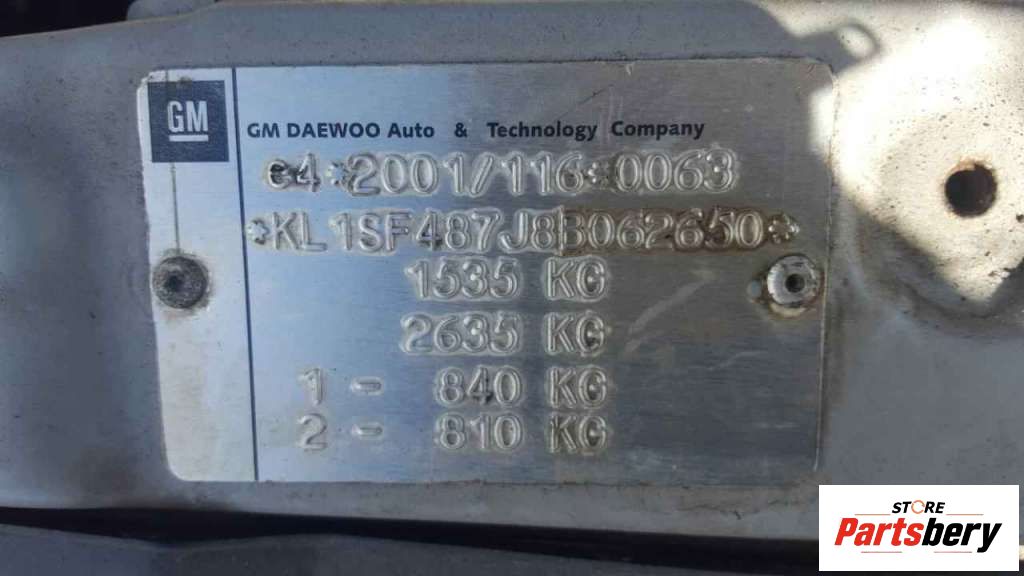 GM
GM DAEWOO Auto & Technology Company
e4*2001/116*0063
*KL1SF487J8B062650*
1535 KG
2635 KG
1 - 840 KG
2 - 810 KG
STORE
Partsbery